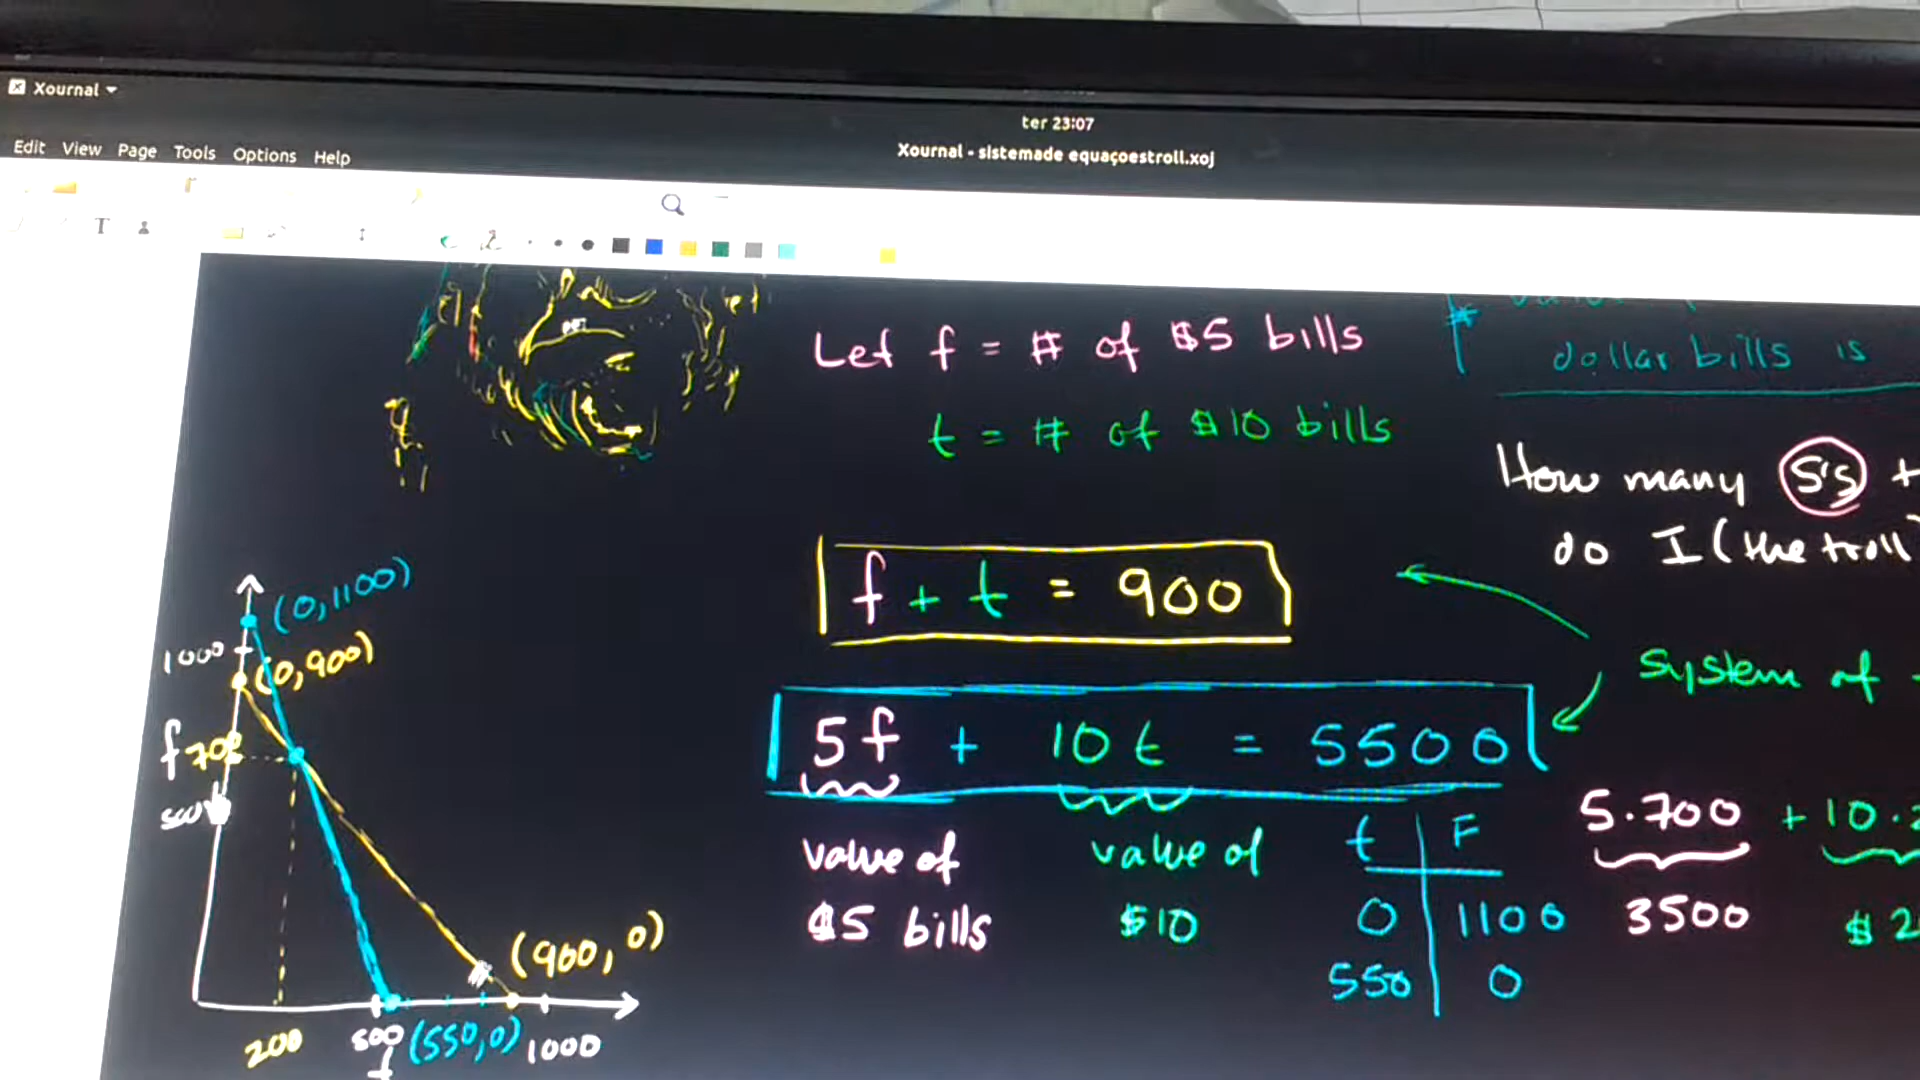 Xournal
ter 23:07
Xournal - sistemade equaçoestroll.xoj
Edit View Page Tools Options Help
T
Let f = # of $5 bills
t = # of $10 bills
dollar bills is
How many 5's +
do I (the troll)
f + t = 900
System of
5f + 10t = 5500
value of
$5 bills
value of
$10
t F
0 1100
550 0
5.700 + 10.2
3500
$ 2
(0,1100)
1000
(0,900)
f 700
500
(900, 0)
200
500
(550,0)
1000